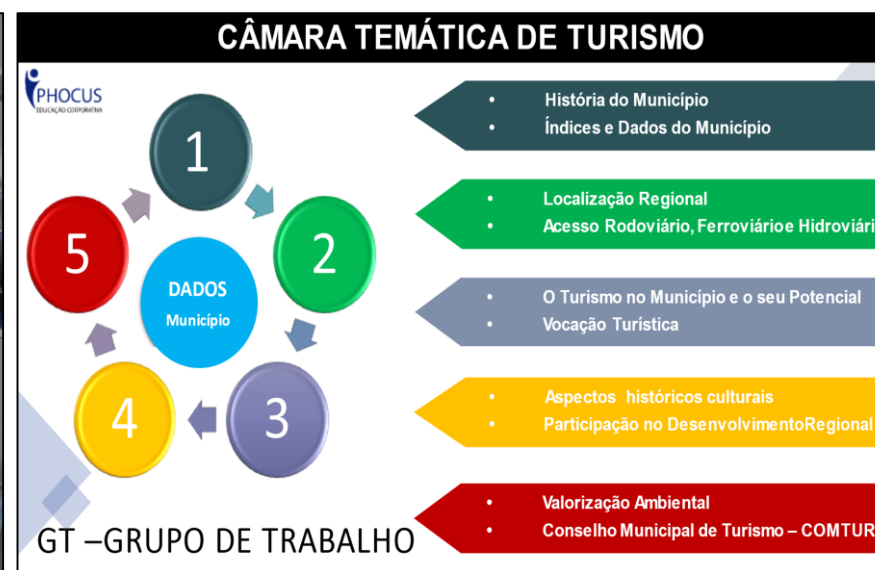 CÂMARA TEMÁTICA DE TURISMO
PHOCUS
EDUCAÇÃO CORPORATIVA
1
2
3
4
5
DADOS
Município
GT –GRUPO DE TRABALHO
• História do Município
• Índices e Dados do Município
• Localização Regional
• Acesso Rodoviário, Ferroviário e Hidroviári
• O Turismo no Município e o seu Potencial
• Vocação Turística
• Aspectos históricos culturais
• Participação no DesenvolvimentoRegional
• Valorização Ambiental
• Conselho Municipal de Turismo – COMTUR